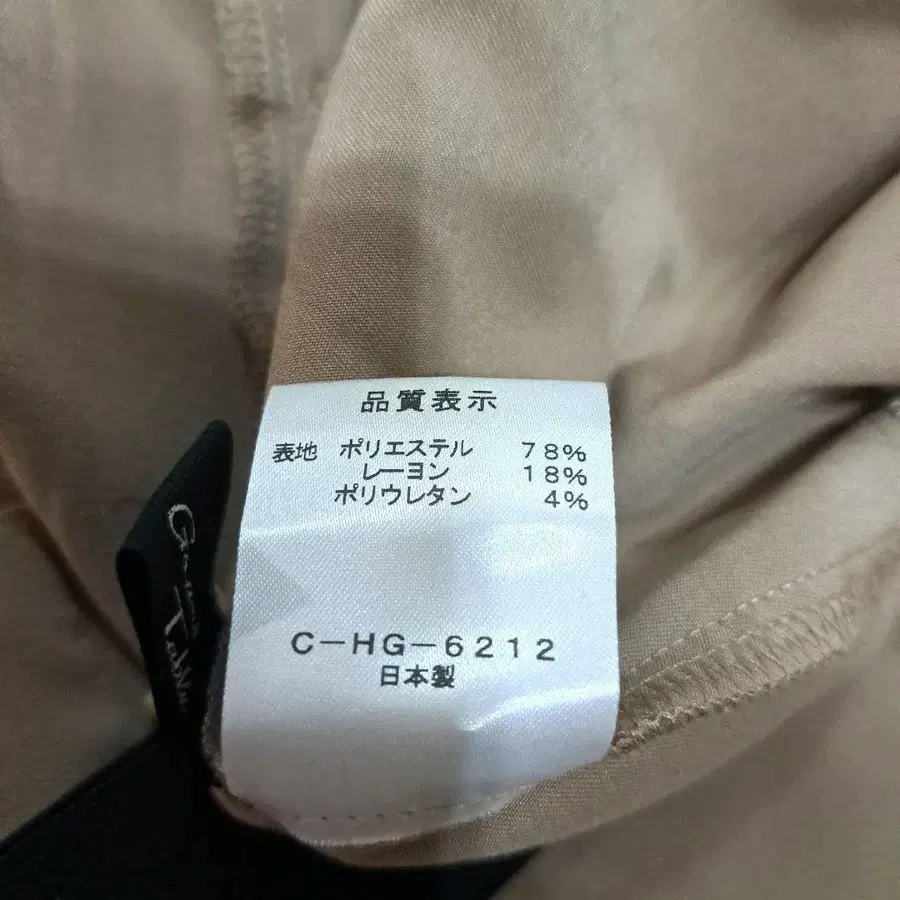 品質表示
表地 ポリエステル 78%
レーヨン 18%
ポリウレタン 4%
C-HG-6212
日本製